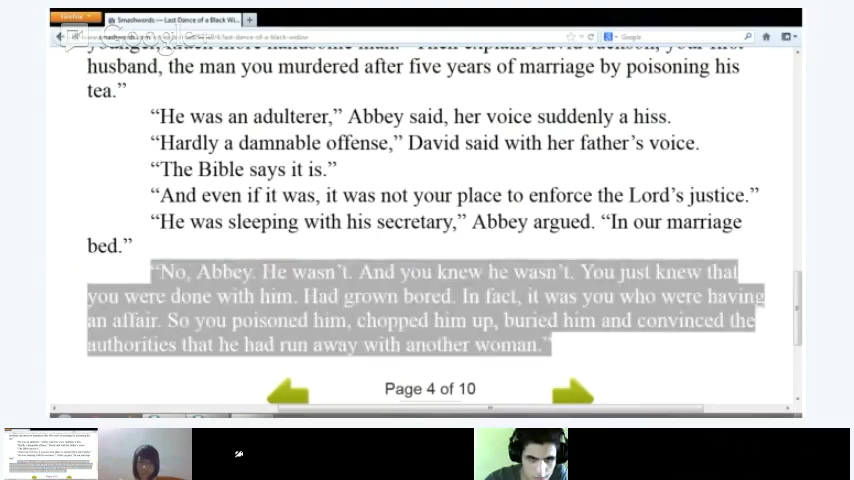 Firefox
Smashwords — Last Dance of a Black Wi...
Google+
Google
husband, the man you murdered after five years of marriage by poisoning his
tea.”
“He was an adulterer,” Abbey said, her voice suddenly a hiss.
“Hardly a damnable offense,” David said with her father’s voice.
“The Bible says it is.”
“And even if it was, it was not your place to enforce the Lord’s justice.”
“He was sleeping with his secretary,” Abbey argued. “In our marriage
bed.”
“No, Abbey. He wasn’t. And you knew he wasn’t. You just knew that
you were done with him. Had grown bored. In fact, it was you who were having
an affair. So you poisoned him, chopped him up, buried him and convinced the
authorities that he had run away with another woman.”
Page 4 of 10